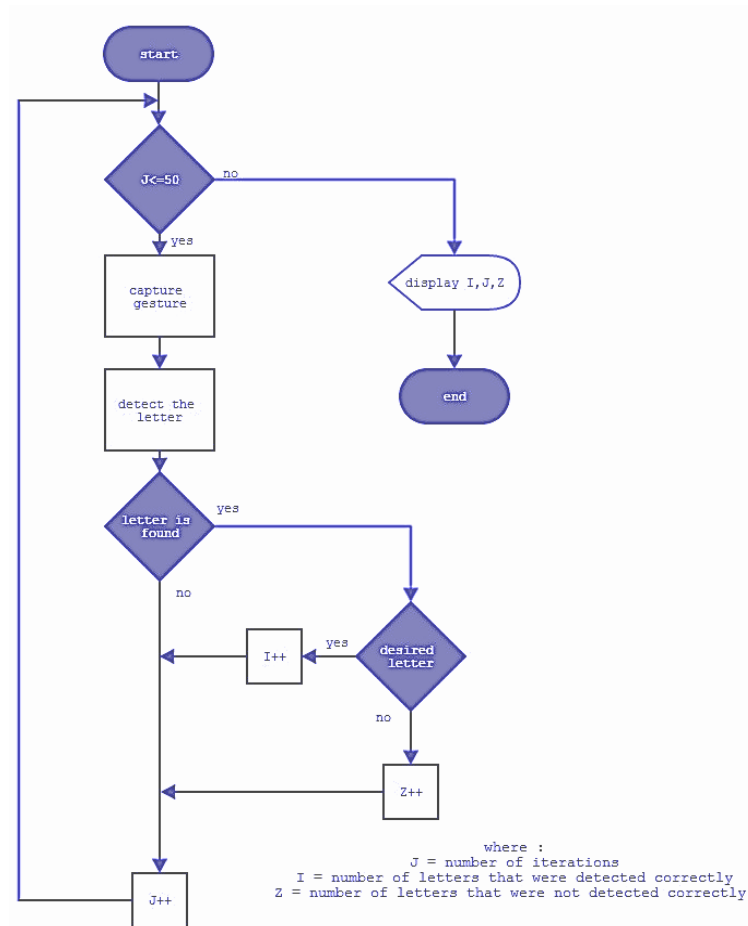 start
J<=50
no
yes
capture
gesture
display I,J,Z
detect the
letter
end
letter is
found
yes
no
desired
letter
yes
I++
no
Z++
where :
J = number of iterations
I = number of letters that were detected correctly
Z = number of letters that were not detected correctly
J++